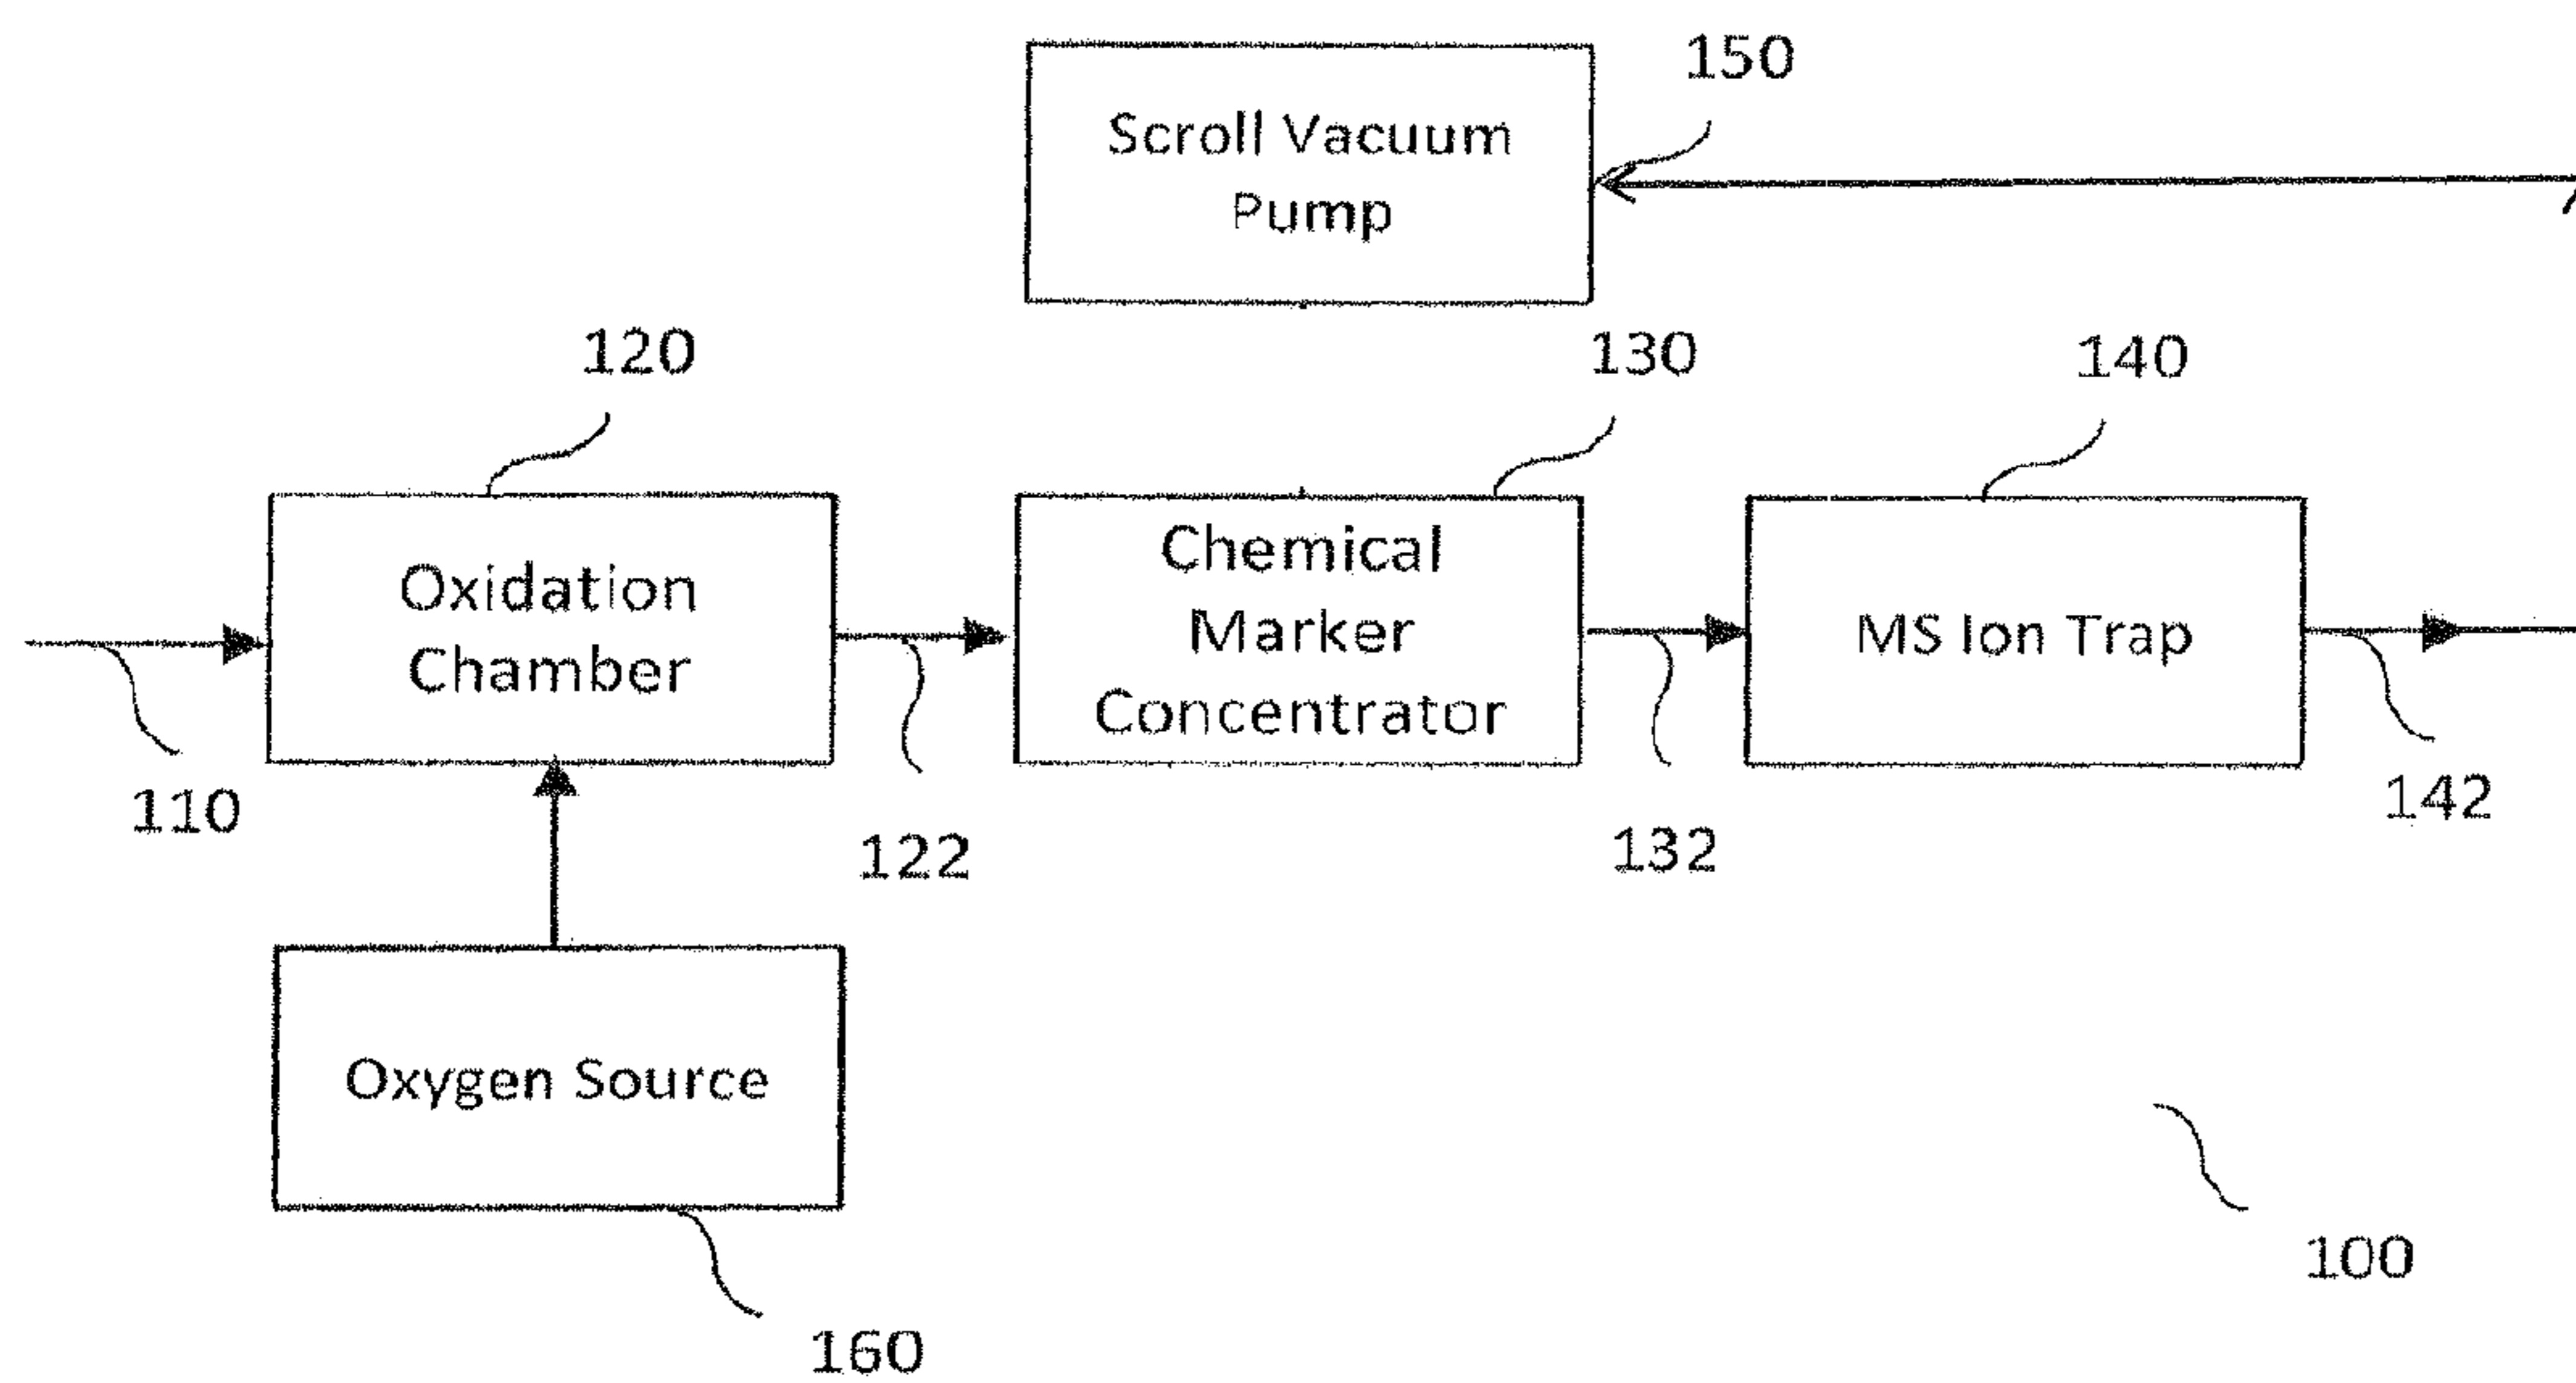 150
Scroll Vacuum
Pump
120
130
140
Oxidation
Chamber
Chemical
Marker
Concentrator
MS Ion Trap
110
122
132
142
Oxygen Source
100
160